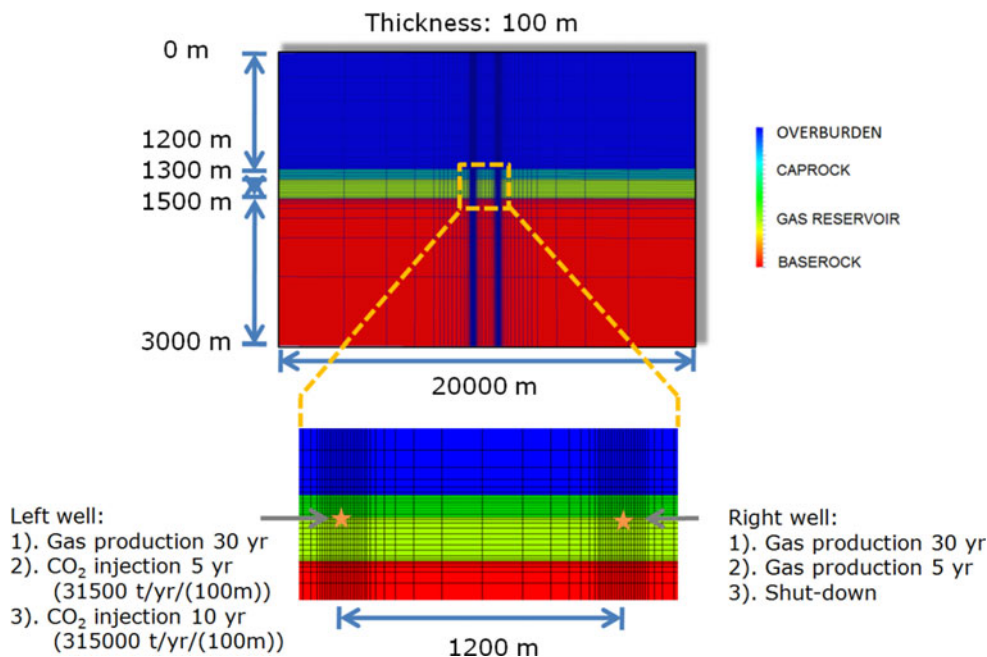 Thickness: 100 m
0 m
1200 m
1300 m
1500 m
3000 m
20000 m
OVERBURDEN
CAPROCK
GAS RESERVOIR
BASEROCK
Left well:
1). Gas production 30 yr
2). CO₂ injection 5 yr
(31500 t/yr/(100m))
3). CO₂ injection 10 yr
(315000 t/yr/(100m))
1200 m
Right well:
1). Gas production 30 yr
2). Gas production 5 yr
3). Shut-down